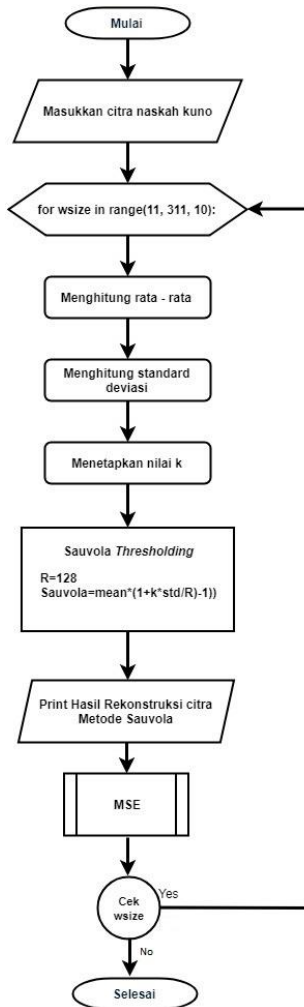 Mulai
Masukkan citra naskah kuno
for wsize in range(11, 311, 10):
Menghitung rata - rata
Menghitung standard
deviasi
Menetapkan nilai k
Sauvola Thresholding
R=128
Sauvola=mean*(1+k*std/R)-1))
Print Hasil Rekonstruksi citra
Metode Sauvola
MSE
Cek
wsize
Yes
No
Selesai